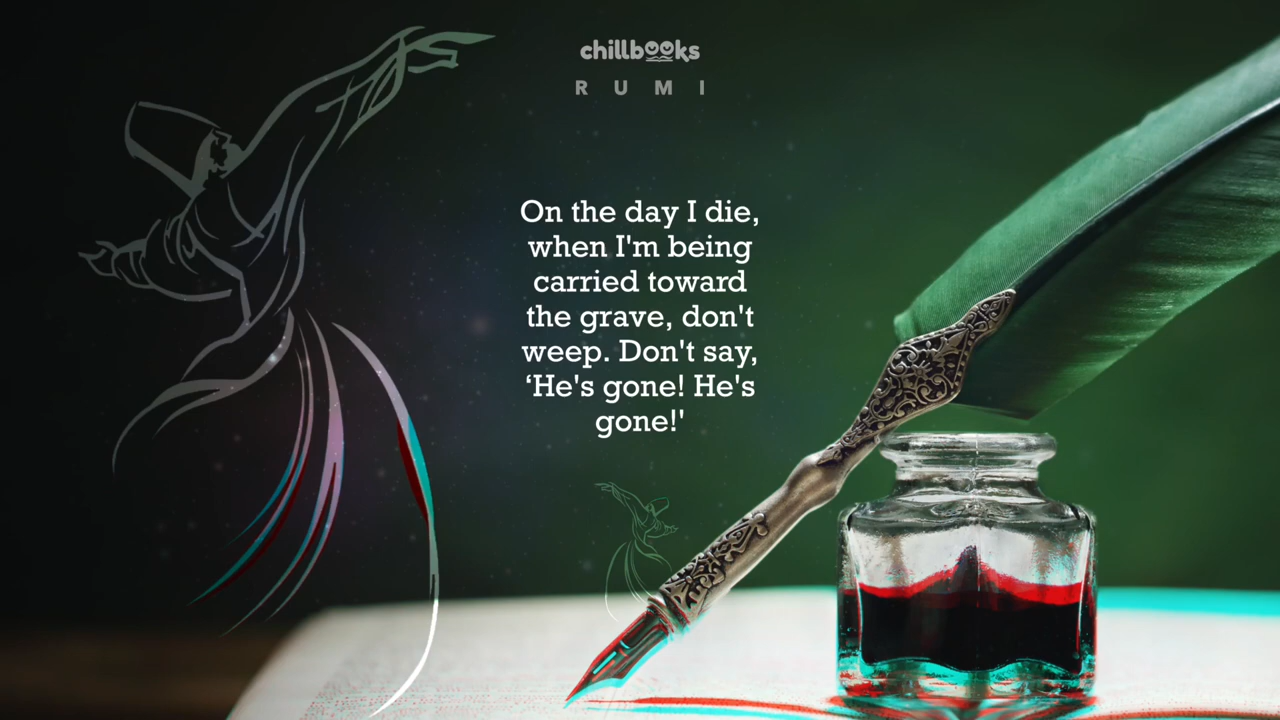 chillbooks
RUMI
On the day I die,
when I'm being
carried toward
the grave, don't
weep. Don't say,
‘He's gone! He's
gone!'